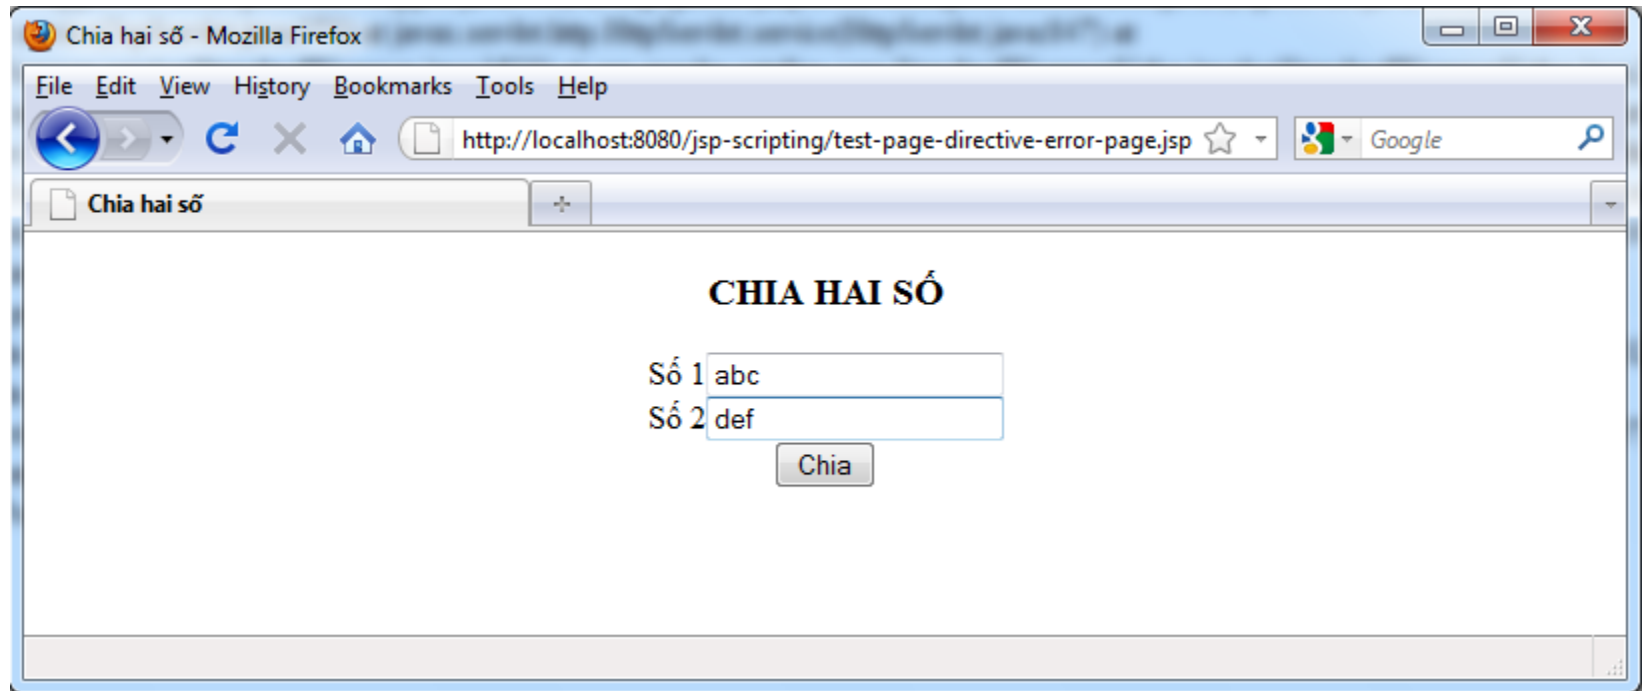 Chia hai số - Mozilla Firefox
File Edit View History Bookmarks Tools Help
http://localhost:8080/jsp-scripting/test-page-directive-error-page.jsp Google
Chia hai số
CHIA HAI SỐ
Số 1 abc
Số 2 def
Chia